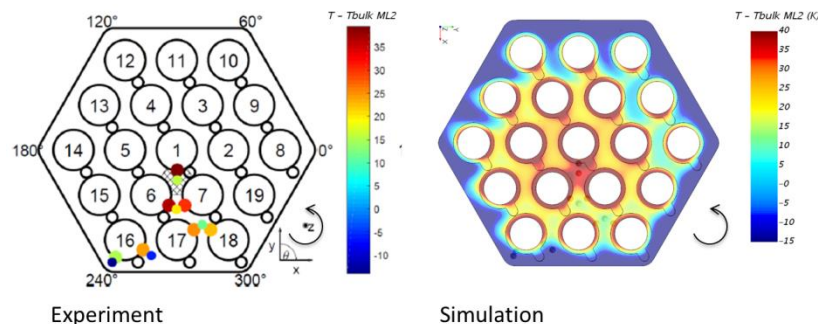 120° 60°
T – Tbulk ML2
12 11 10
13 4 3 9
180° 14 5 1 2 8 0°
15 6 7 19
16 17 18
240° 300°
y
x
θ
z
35
30
25
20
15
10
5
0
−5
−10
Experiment
T – Tbulk ML2 (K)
40
35
30
25
20
15
10
5
0
−5
−10
−15
Simulation